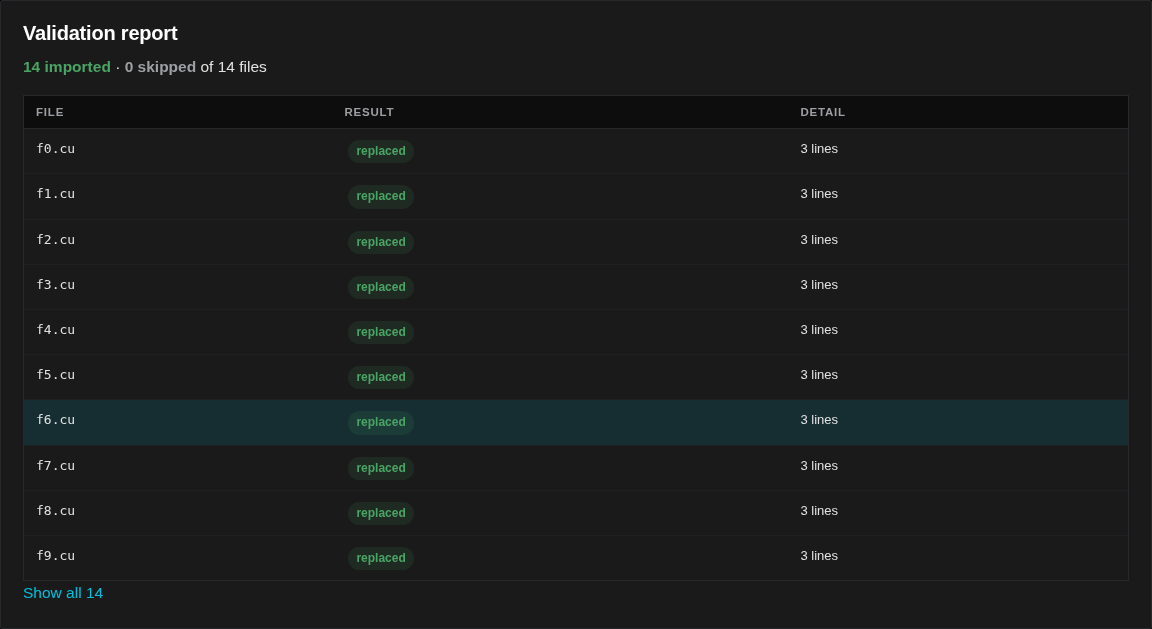 Validation report
14 imported · 0 skipped of 14 files
FILE RESULT DETAIL
f0.cu replaced 3 lines
f1.cu replaced 3 lines
f2.cu replaced 3 lines
f3.cu replaced 3 lines
f4.cu replaced 3 lines
f5.cu replaced 3 lines
f6.cu replaced 3 lines
f7.cu replaced 3 lines
f8.cu replaced 3 lines
f9.cu replaced 3 lines
Show all 14